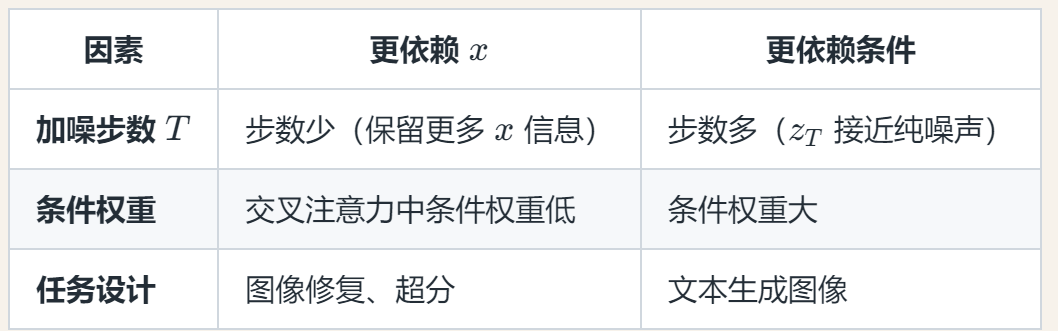 因素 更依赖 x 更依赖条件
加噪步数 T 步数少（保留更多 x 信息） 步数多（z_T 接近纯噪声）
条件权重 交叉注意力中条件权重低 条件权重大
任务设计 图像修复、超分 文本生成图像